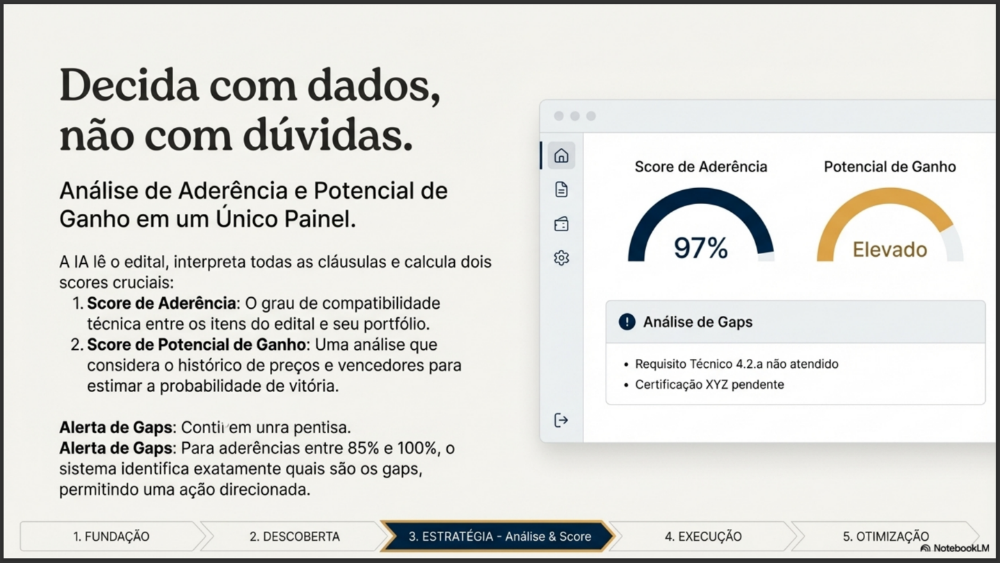 Decida com dados,
não com dúvidas.
Análise de Aderência e Potencial de
Ganho em um Único Painel.
A IA lê o edital, interpreta todas as cláusulas e calcula dois
scores cruciais:
1. Score de Aderência: O grau de compatibilidade
técnica entre os itens do edital e seu portfólio.
2. Score de Potencial de Ganho: Uma análise que
considera o histórico de preços e vencedores para
estimar a probabilidade de vitória.
Alerta de Gaps: unra pentisa.
Alerta de Gaps: Para aderências entre 85% e 100%, o
sistema identifica exatamente quais são os gaps,
permitindo uma ação direcionada.
Score de Aderência
97%
Potencial de Ganho
Elevado
Análise de Gaps
• Requisito Técnico 4.2.a não atendido
• Certificação XYZ pendente
1. FUNDAÇÃO
2. DESCOBERTA
3. ESTRATÉGIA - Análise & Score
4. EXECUÇÃO
5. OTIMIZAÇÃO
NotebookLM